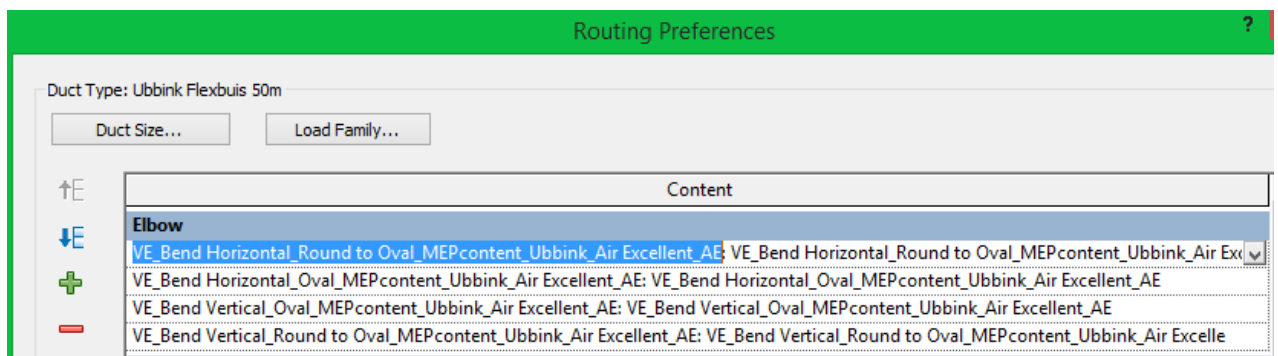 Routing Preferences
?
Duct Type: Ubbink Flexbuis 50m
Duct Size... Load Family...
Content
Elbow
VE_Bend Horizontal_Round to Oval_MEPcontent_Ubbink_Air Excellent_AE: VE_Bend Horizontal_Round to Oval_MEPcontent_Ubbink_Air Exc
VE_Bend Horizontal_Oval_MEPcontent_Ubbink_Air Excellent_AE: VE_Bend Horizontal_Oval_MEPcontent_Ubbink_Air Excellent_AE
VE_Bend Vertical_Oval_MEPcontent_Ubbink_Air Excellent_AE: VE_Bend Vertical_Oval_MEPcontent_Ubbink_Air Excellent_AE
VE_Bend Vertical_Round to Oval_MEPcontent_Ubbink_Air Excellent_AE: VE_Bend Vertical_Round to Oval_MEPcontent_Ubbink_Air Excelle